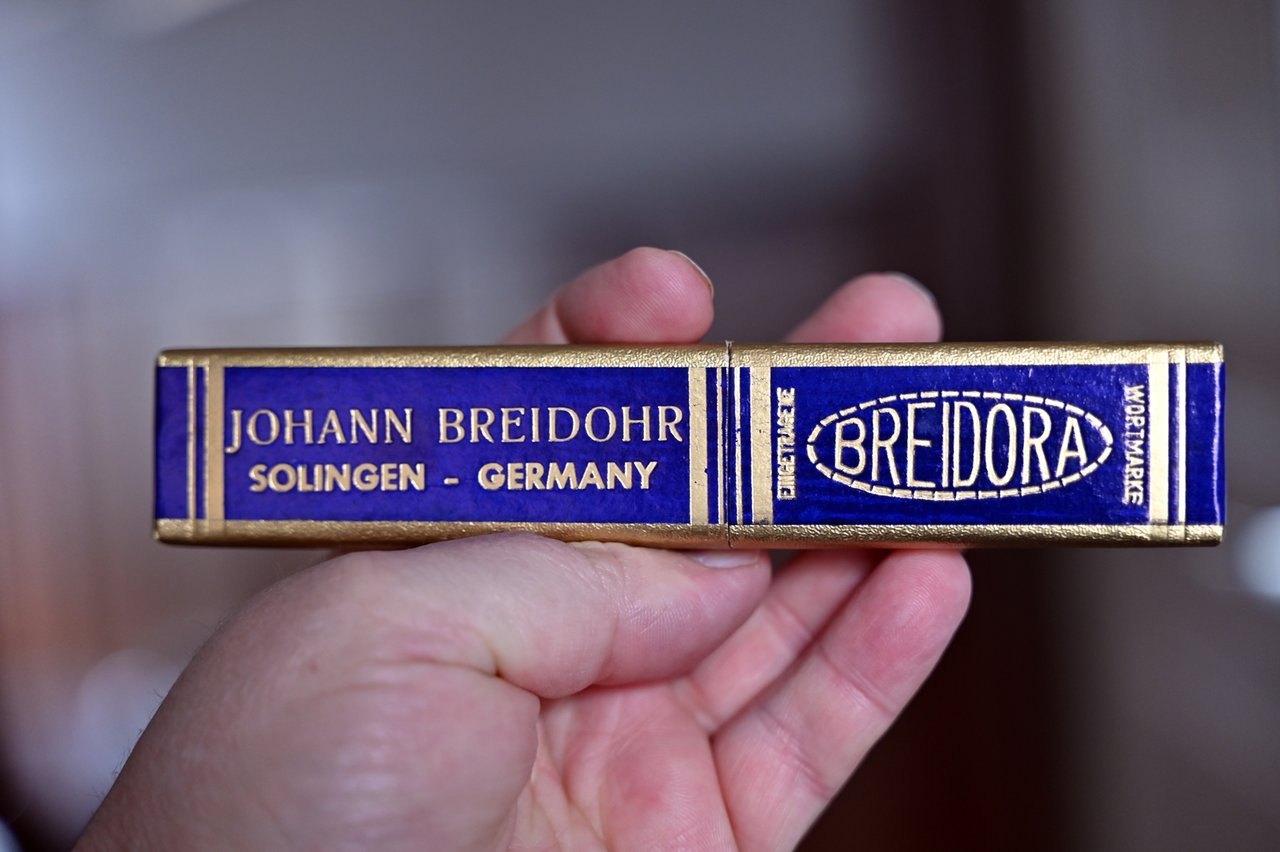 JOHANN BREIDOHR
SOLINGEN - GERMANY
EINGETRAGENE
BREIDORA
WORTMARKE